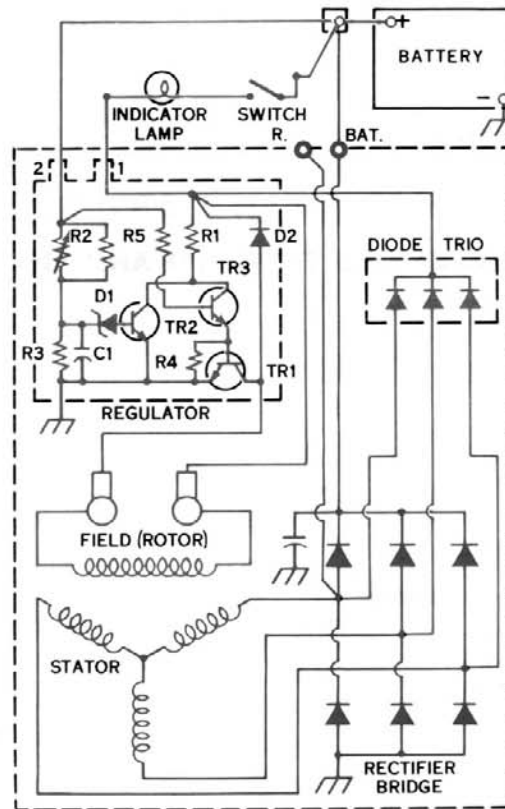 +
BATTERY
-
INDICATOR
LAMP
SWITCH
R.
BAT.
2
1
R2
R5
R1
D2
TR3
D1
TR2
R3
C1
R4
TR1
REGULATOR
DIODE TRIO
FIELD (ROTOR)
STATOR
RECTIFIER
BRIDGE